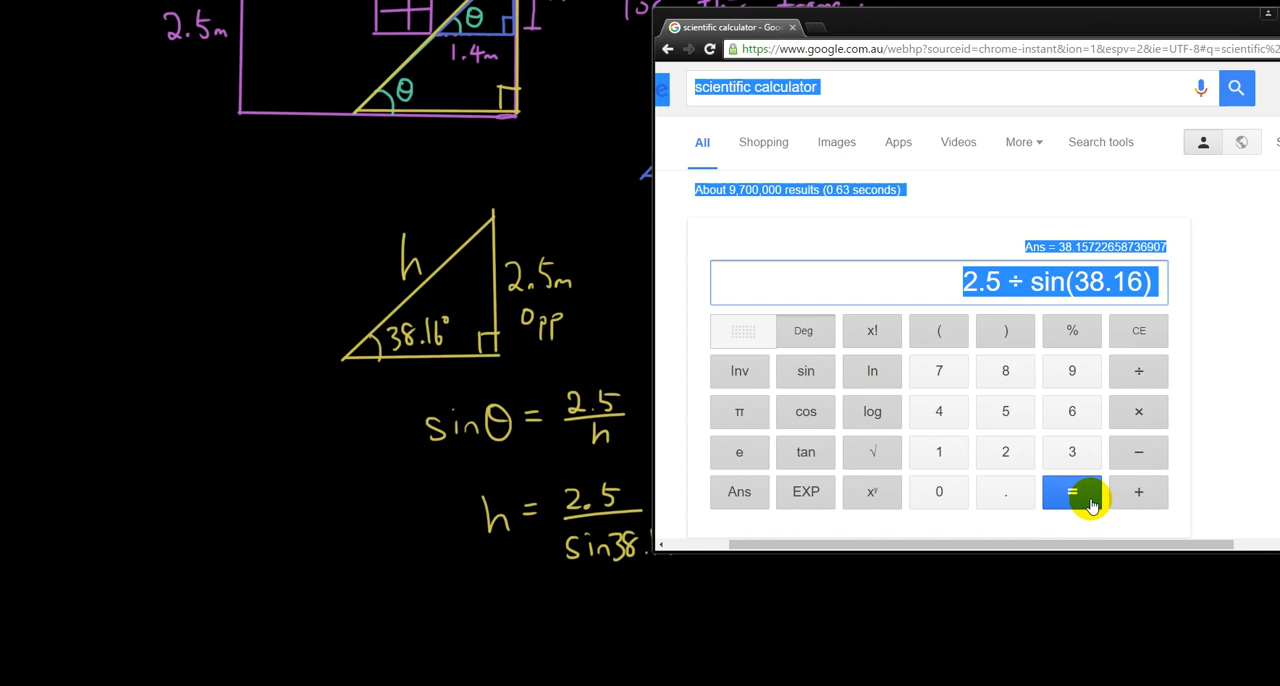 2.5m
θ
1.4m
θ
h
2.5m
opp
38.16°
sinθ = 2.5
h
h = 2.5
sin38.
scientific calculator - Goo
https://www.google.com.au/webhp?sourceid=chrome-instant&ion=1&espv=2&ie=UTF-8#q=scientific%2
scientific calculator
All Shopping Images Apps Videos More Search tools
About 9,700,000 results (0.63 seconds)
Ans = 38.15722658736907
2.5 ÷ sin(38.16)
Deg x! ( ) % CE
Inv sin ln 7 8 9 ÷
π cos log 4 5 6 ×
e tan √ 1 2 3 −
Ans EXP xʸ 0 . = +